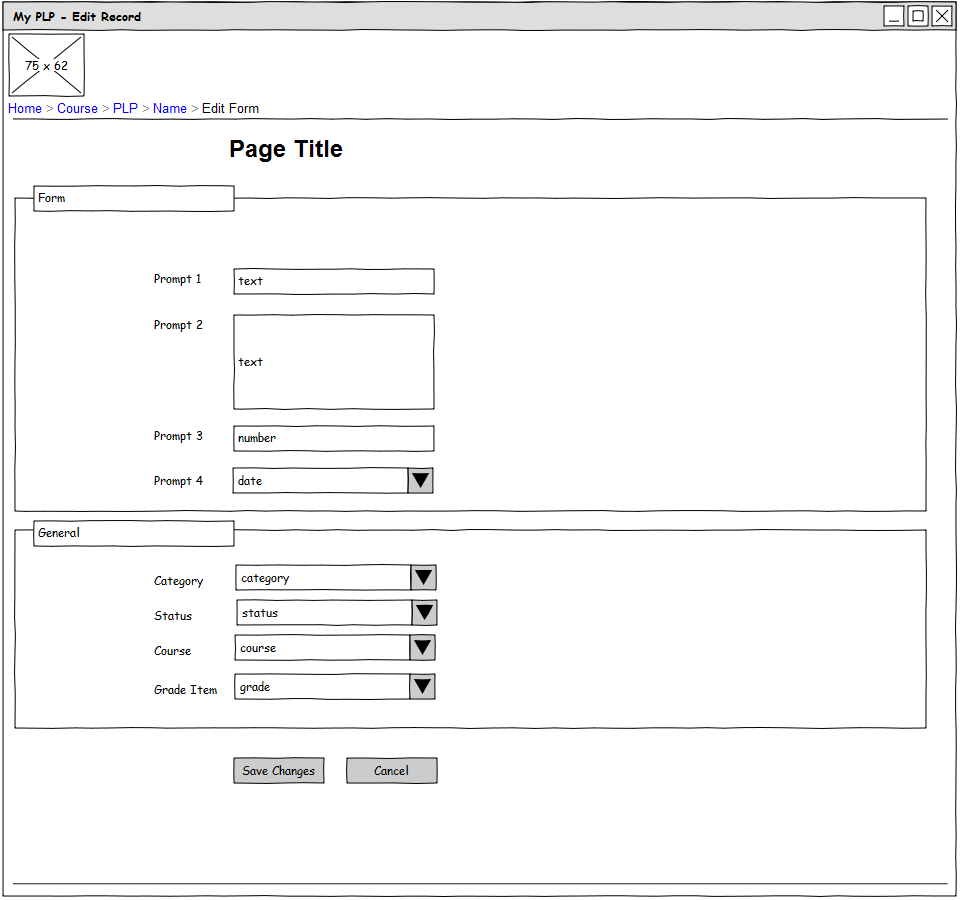 My PLP - Edit Record
75 x 62
Home > Course > PLP > Name > Edit Form
Page Title
Form
Prompt 1 text
Prompt 2 text
Prompt 3 number
Prompt 4 date
General
Category category
Status status
Course course
Grade Item grade
Save Changes Cancel